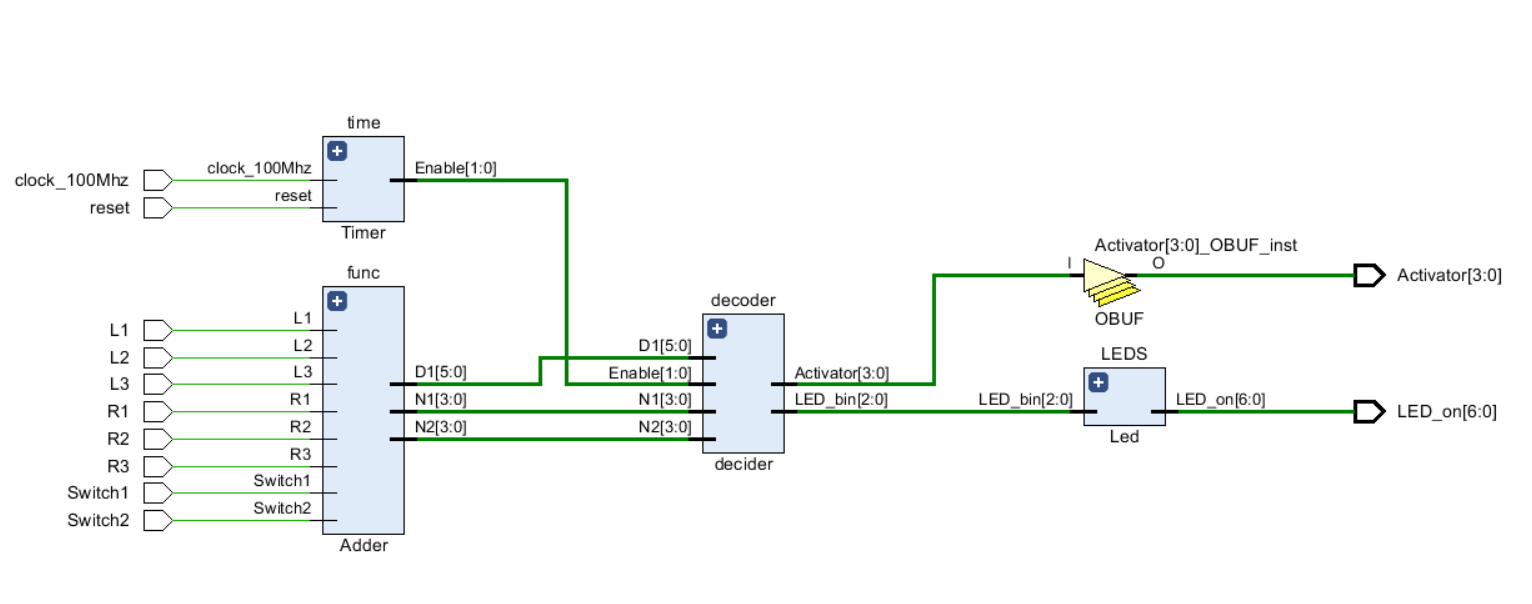 time
clock_100Mhz
clock_100Mhz
Enable[1:0]
reset
reset
Timer
func
L1
L1
L2
L2
L3
L3
D1[5:0]
R1
R1
N1[3:0]
R2
R2
N2[3:0]
R3
R3
Switch1
Switch1
Switch2
Switch2
Adder
decoder
D1[5:0]
Enable[1:0]
Activator[3:0]
N1[3:0]
LED_bin[2:0]
N2[3:0]
decider
Activator[3:0]_OBUF_inst
I
O
Activator[3:0]
OBUF
LEDS
LED_bin[2:0]
LED_on[6:0]
LED_on[6:0]
Led